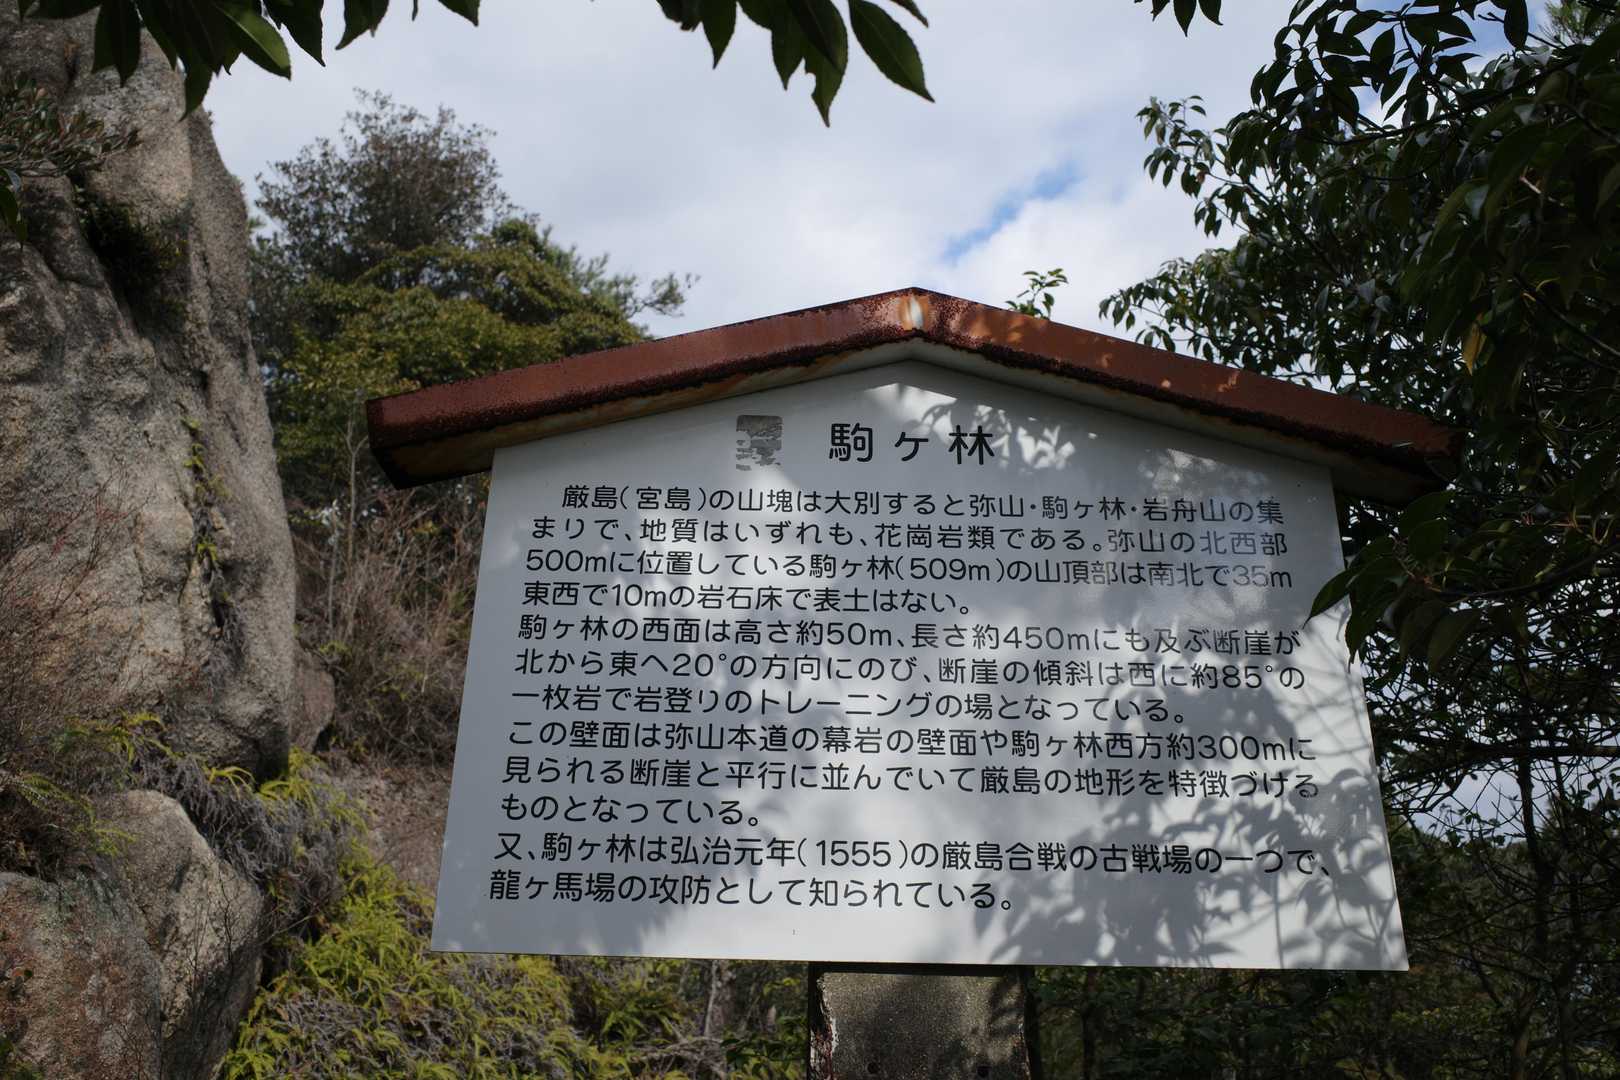 駒ヶ林
厳島(宮島)の山塊は大別すると弥山・駒ヶ林・岩舟山の集
まりで、地質はいずれも、花崗岩類である。弥山の北西部
500mに位置している駒ヶ林(509m)の山頂部は南北で35m
東西で10mの岩石床で表土はない。
駒ヶ林の西面は高さ約50m、長さ約450mにも及ぶ断崖が
北から東へ20°の方向にのび、断崖の傾斜は西に約85°の
一枚岩で岩登りのトレーニングの場となっている。
この壁面は弥山本道の幕岩の壁面や駒ヶ林西方約300mに
見られる断崖と平行に並んでいて厳島の地形を特徴づける
ものとなっている。
又、駒ヶ林は弘治元年(1555)の厳島合戦の古戦場の一つで、
龍ヶ馬場の攻防として知られている。